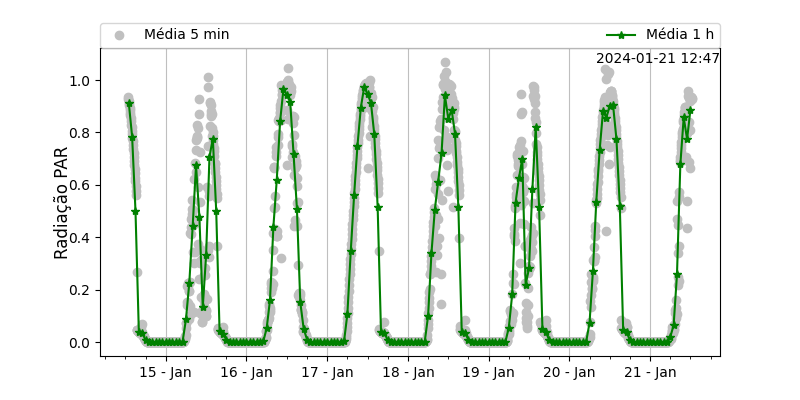 Média 5 min
Média 1 h
2024-01-21 12:47
Radiação PAR
1.0
0.8
0.6
0.4
0.2
0.0
15 - Jan
16 - Jan
17 - Jan
18 - Jan
19 - Jan
20 - Jan
21 - Jan